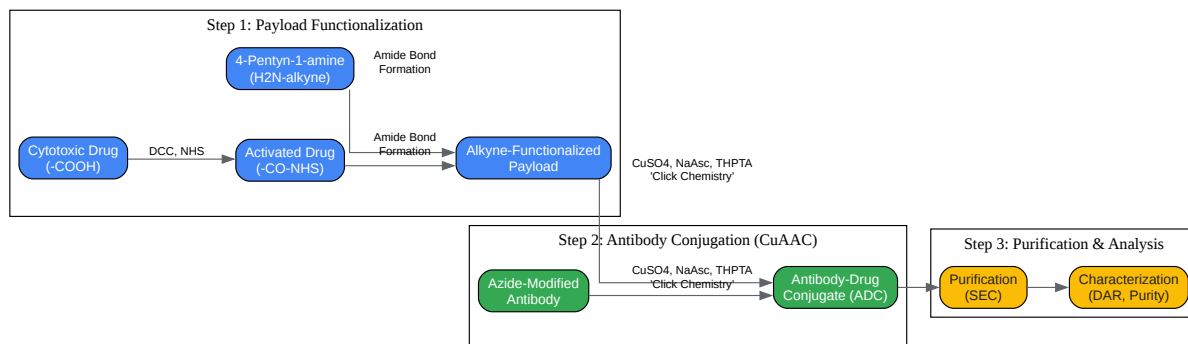 Step 1: Payload Functionalization
4-Pentyn-1-amine
(H2N-alkyne)
Amide Bond
Formation
Cytotoxic Drug
(-COOH)
DCC, NHS
Activated Drug
(-CO-NHS)
Amide Bond
Formation
Alkyne-Functionalized
Payload
CuSO4, NaAsc, THPTA
'Click Chemistry'
Step 2: Antibody Conjugation (CuAAC)
Azide-Modified
Antibody
CuSO4, NaAsc, THPTA
'Click Chemistry'
Antibody-Drug
Conjugate (ADC)
Step 3: Purification & Analysis
Purification
(SEC)
Characterization
(DAR, Purity)